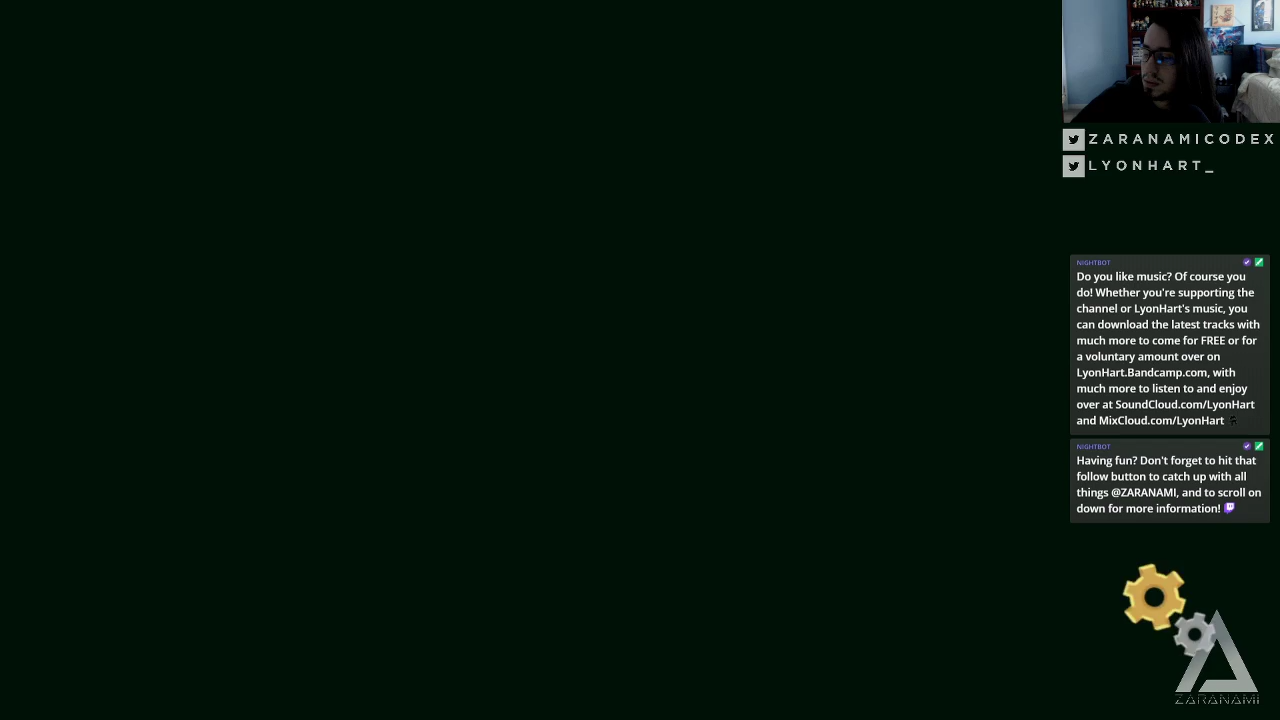 ZARANAMICODEX
LYONHART_
NIGHTBOT
Do you like music? Of course you
do! Whether you're supporting the
channel or LyonHart's music, you
can download the latest tracks with
much more to come for FREE or for
a voluntary amount over on
LyonHart.Bandcamp.com, with
much more to listen to and enjoy
over at SoundCloud.com/LyonHart
and MixCloud.com/LyonHart
NIGHTBOT
Having fun? Don't forget to hit that
follow button to catch up with all
things @ZARANAMI, and to scroll on
down for more information!
ZARANAMI